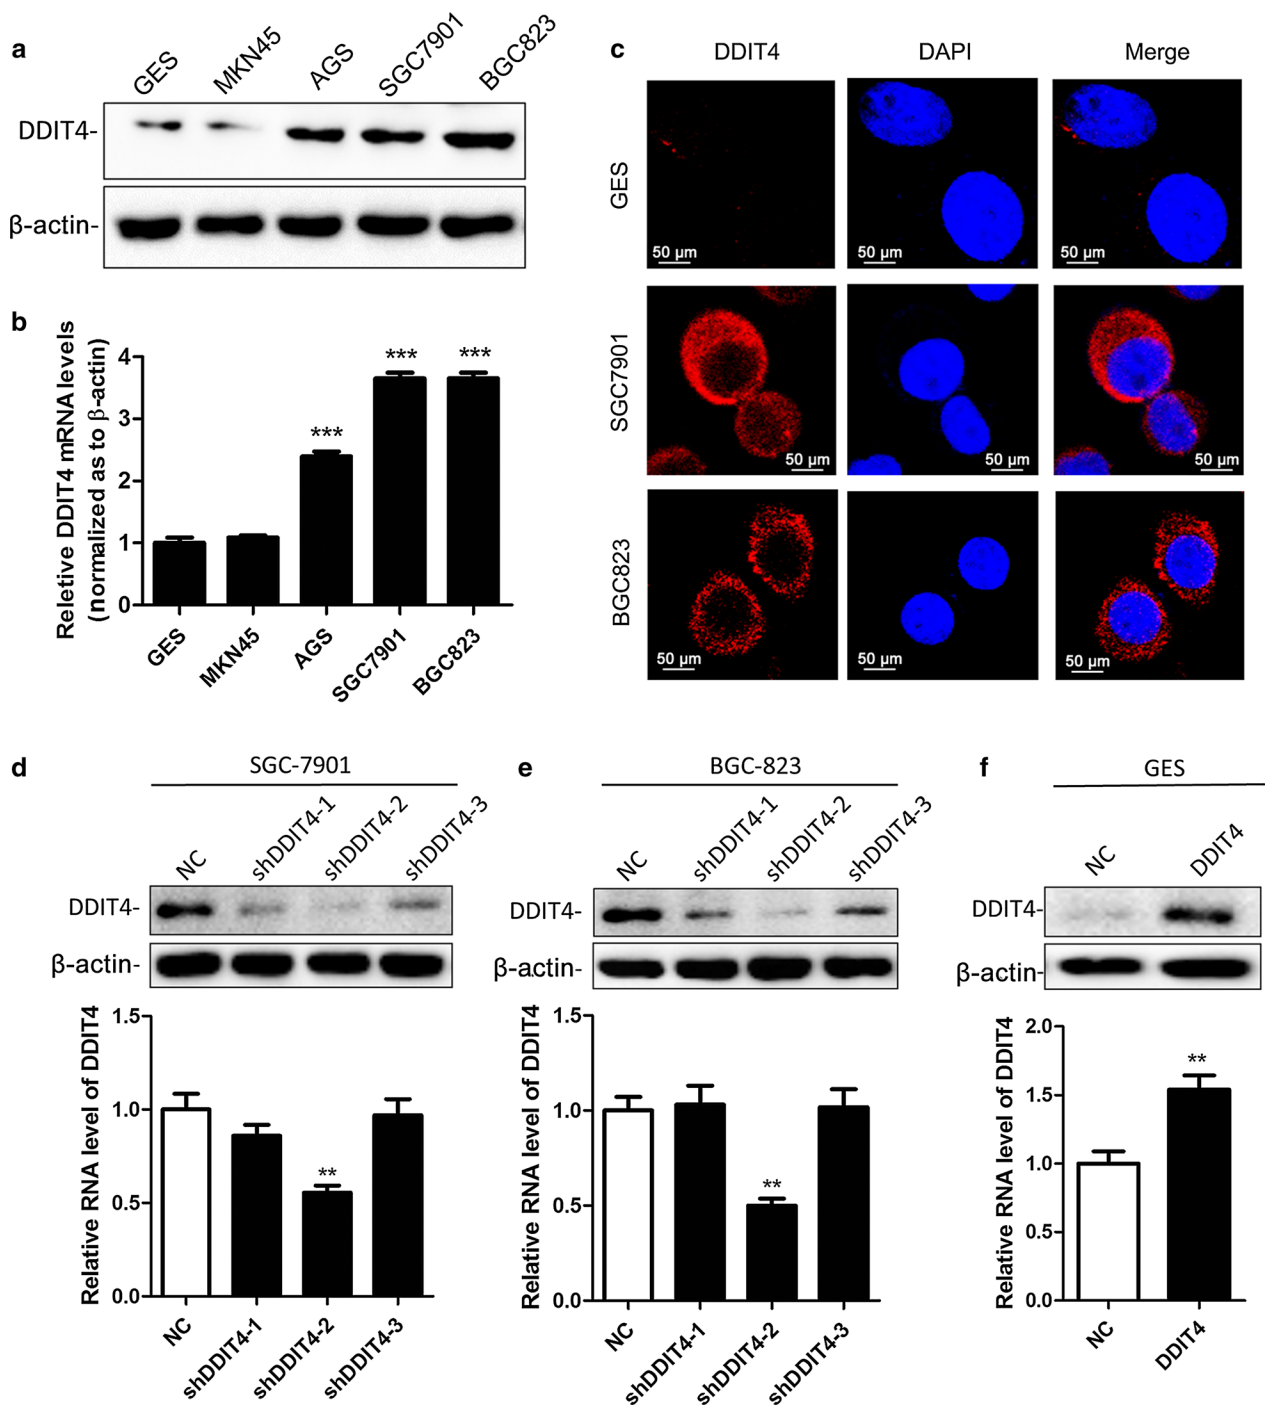 a
GES
MKN45
AGS
SGC7901
BGC823
DDIT4-
β-actin-
b
Reletive DDIT4 mRNA levels
(normalized as to β-actin)
4
3
2
1
0
***
***
***
GES
MKN45
AGS
SGC7901
BGC823
c
DDIT4
DAPI
Merge
GES
50 µm
50 µm
50 µm
SGC7901
50 µm
50 µm
50 µm
BGC823
50 µm
50 µm
50 µm
d
SGC-7901
NC
shDDIT4-1
shDDIT4-2
shDDIT4-3
DDIT4-
β-actin-
Relative RNA level of DDIT4
1.5
1.0
0.5
0.0
**
NC
shDDIT4-1
shDDIT4-2
shDDIT4-3
e
BGC-823
NC
shDDIT4-1
shDDIT4-2
shDDIT4-3
DDIT4-
β-actin-
Relative RNA level of DDIT4
1.5
1.0
0.5
0.0
**
NC
shDDIT4-1
shDDIT4-2
shDDIT4-3
f
GES
NC
DDIT4
DDIT4-
β-actin-
Relative RNA level of DDIT4
2.0
1.5
1.0
0.5
0.0
**
NC
DDIT4